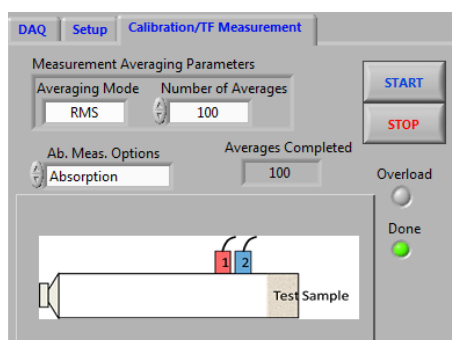 DAQ Setup Calibration/TF Measurement
Measurement Averaging Parameters
Averaging Mode Number of Averages
RMS 100
START
STOP
Ab. Meas. Options Averages Completed
Absorption 100
Overload
Done
1 2
Test Sample